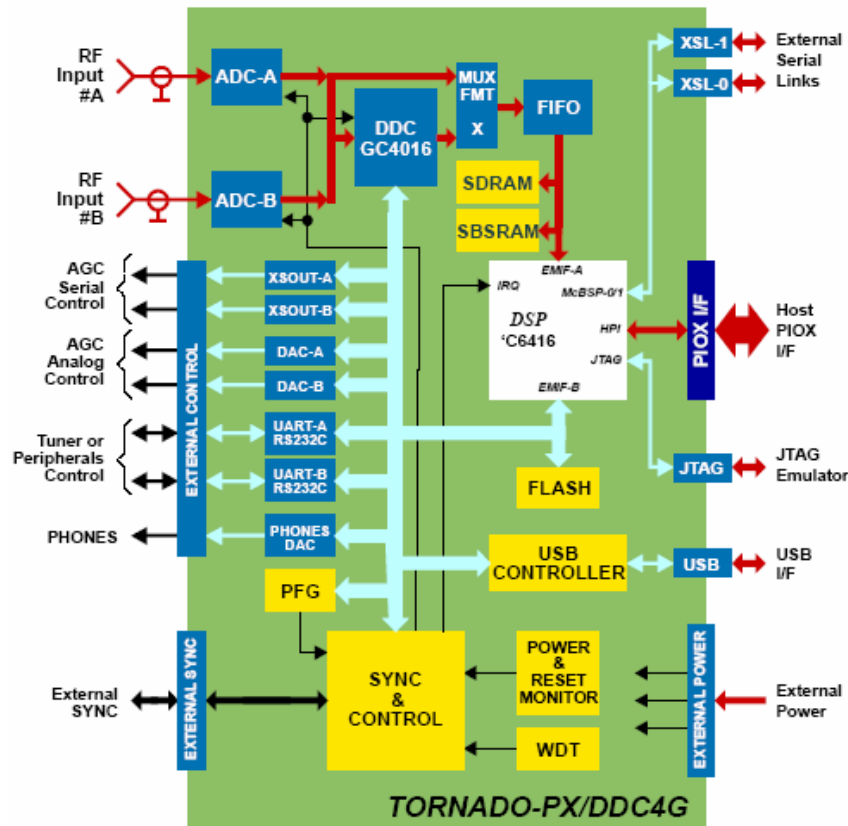 RF
Input
#A
ADC-A
MUX
FMT
X
FIFO
DDC
GC4016
XSL-1
XSL-0
External
Serial
Links
RF
Input
#B
ADC-B
SDRAM
SBSRAM
AGC
Serial
Control
XSOUT-A
XSOUT-B
AGC
Analog
Control
DAC-A
DAC-B
Tuner or
Peripherals
Control
UART-A
RS232C
UART-B
RS232C
PHONES
PHONES
DAC
EXTERNAL CONTROL
EMIF-A
IRQ
McBSP-0/1
DSP
'C6416
HPI
JTAG
EMIF-B
PIOX I/F
Host
PIOX
I/F
FLASH
JTAG
JTAG
Emulator
USB
CONTROLLER
USB
USB
I/F
PFG
External
SYNC
EXTERNAL SYNC
SYNC
&
CONTROL
POWER
&
RESET
MONITOR
WDT
EXTERNAL POWER
External
Power
TORNADO-PX/DDC4G